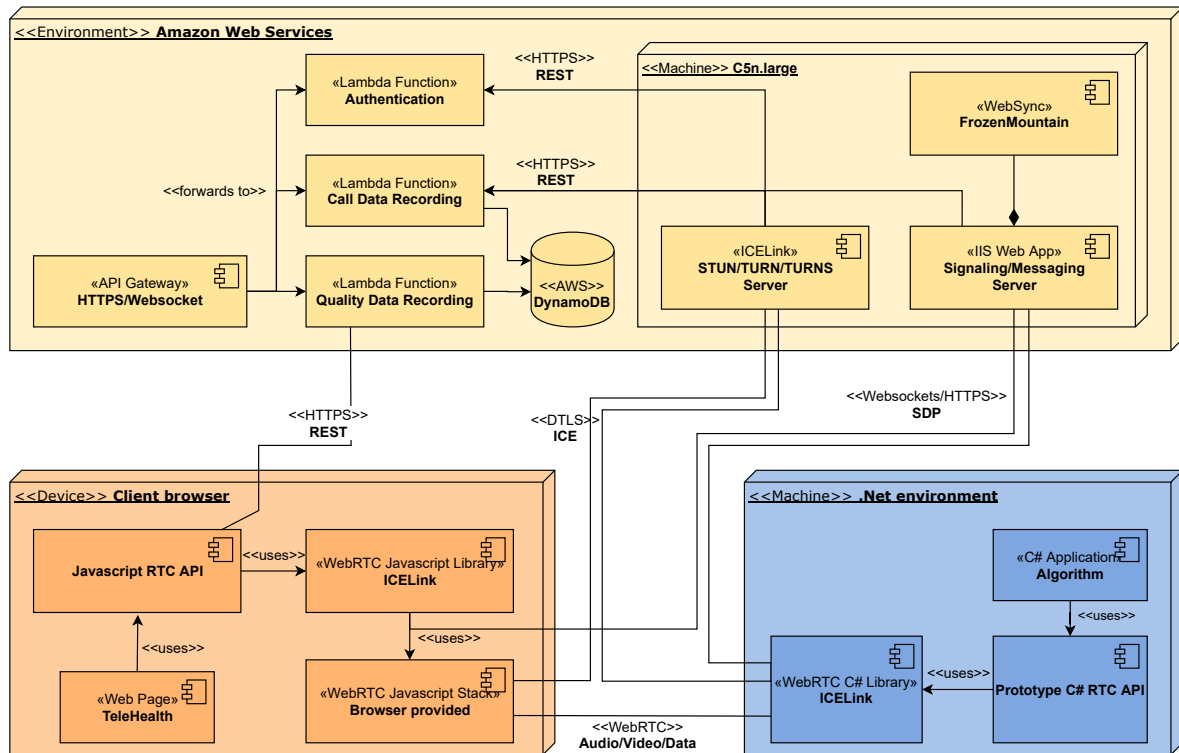 <<Environment>> Amazon Web Services
«Lambda Function»
Authentication
<<HTTPS>>
REST
<<Machine>> C5n.large
«WebSync»
FrozenMountain
<<forwards to>>
«Lambda Function»
Call Data Recording
<<HTTPS>>
REST
«API Gateway»
HTTPS/Websocket
«Lambda Function»
Quality Data Recording
<<AWS>>
DynamoDB
«ICELink»
STUN/TURN/TURNS
Server
«IIS Web App»
Signaling/Messaging
Server
<<HTTPS>>
REST
<<DTLS>>
ICE
<<Websockets/HTTPS>>
SDP
<<Device>> Client browser
Javascript RTC API
<<uses>>
«WebRTC Javascript Library»
ICELink
<<uses>>
<<uses>>
«Web Page»
TeleHealth
«WebRTC Javascript Stack»
Browser provided
<<WebRTC>>
Audio/Video/Data
<<Machine>> .Net environment
«C# Application»
Algorithm
<<uses>>
«WebRTC C# Library»
ICELink
<<uses>>
Prototype C# RTC API